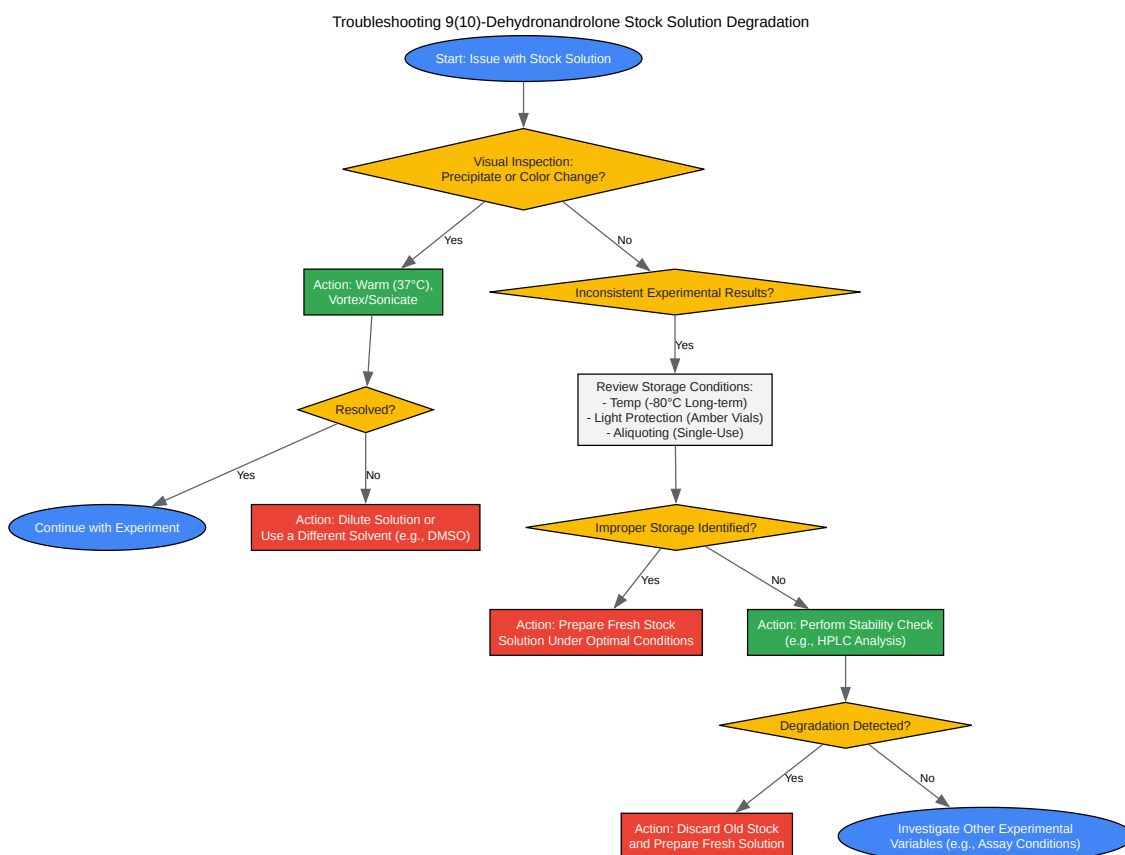 Troubleshooting 9(10)-Dehydronandrolone Stock Solution Degradation
Start: Issue with Stock Solution
Visual Inspection:
Precipitate or Color Change?
Yes
No
Action: Warm (37°C),
Vortex/Sonicate
Inconsistent Experimental Results?
Yes
Review Storage Conditions:
- Temp (-80°C Long-term)
- Light Protection (Amber Vials)
- Aliquoting (Single-Use)
Resolved?
Yes
No
Continue with Experiment
Action: Dilute Solution or
Use a Different Solvent (e.g., DMSO)
Improper Storage Identified?
Yes
No
Action: Prepare Fresh Stock
Solution Under Optimal Conditions
Action: Perform Stability Check
(e.g., HPLC Analysis)
Degradation Detected?
Yes
No
Action: Discard Old Stock
and Prepare Fresh Solution
Investigate Other Experimental
Variables (e.g., Assay Conditions)